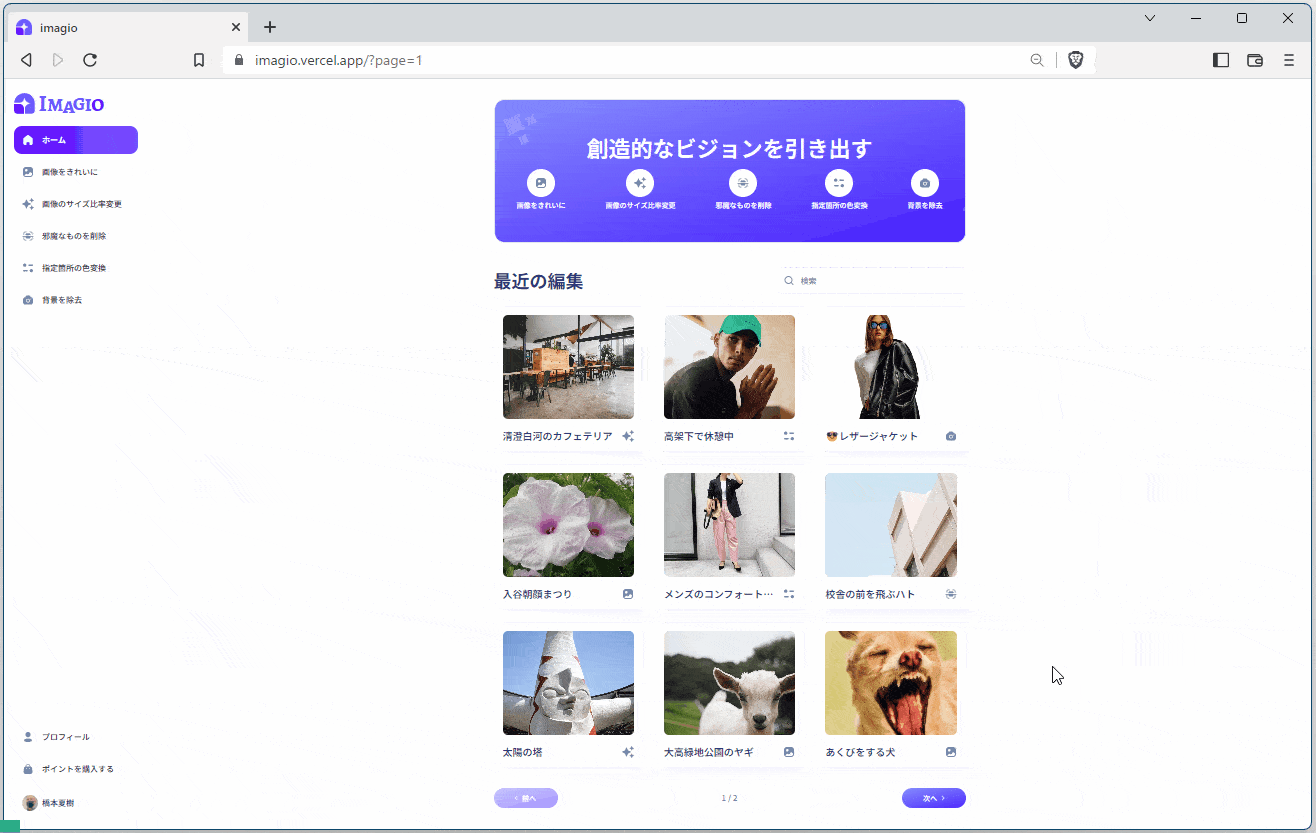 imagio
imagio.vercel.app/?page=1
IMAGIO
ホーム
画像をきれいに
画像のサイズ比率変更
邪魔なものを削除
指定箇所の色変換
背景を除去
創造的なビジョンを引き出す
画像をきれいに
画像のサイズ比率変更
邪魔なものを削除
指定箇所の色変換
背景を除去
最近の編集
検索
清澄白河のカフェテリア
高架下で休憩中
😎レザージャケット
入谷朝顔まつり
メンズのコンフォート…
校舎の前を飛ぶハト
太陽の塔
大高緑地公園のヤギ
あくびをする犬
プロフィール
ポイントを購入する
橋本夏樹
‹ 前へ
1 / 2
次へ ›